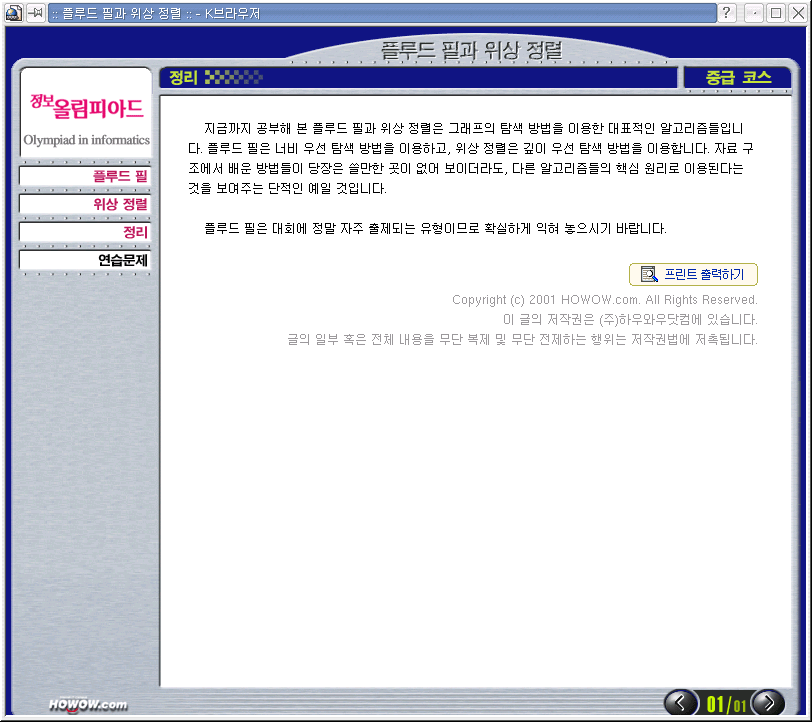 :: 플루드 필과 위상 정렬 :: - K브라우저
플루드 필과 위상 정렬
정리
중급 코스
정보올림피아드
Olympiad in informatics
플루드 필
위상 정렬
정리
연습문제
지금까지 공부해 본 플루드 필과 위상 정렬은 그래프의 탐색 방법을 이용한 대표적인 알고리즘들입니
다. 플루드 필은 너비 우선 탐색 방법을 이용하고, 위상 정렬은 깊이 우선 탐색 방법을 이용합니다. 자료 구
조에서 배운 방법들이 당장은 쓸만한 곳이 없어 보이더라도, 다른 알고리즘들의 핵심 원리로 이용된다는
것을 보여주는 단적인 예일 것입니다.
플루드 필은 대회에 정말 자주 출제되는 유형이므로 확실하게 익혀 놓으시기 바랍니다.
프린트 출력하기
Copyright (c) 2001 HOWOW.com. All Rights Reserved.
이 글의 저작권은 (주)하우와우닷컴에 있습니다.
글의 일부 혹은 전체 내용을 무단 복제 및 무단 전제하는 행위는 저작권법에 저촉됩니다.
HOWOW.com
01/01